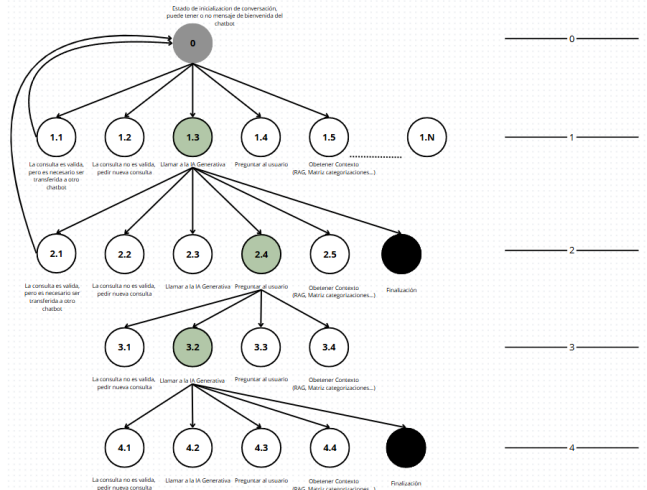 Estado de inicializacion de conversación,
puede tener o no mensaje de bienvenida del
chatbot
0
0
1.1
1.2
1.3
1.4
1.5
1.N
1
La consulta es valida,
pero es necesario ser
transferida a otro
chatbot
La consulta no es valida,
pedir nueva consulta
Llamar a la IA Generativa
Preguntar al usuario
Obetener Contexto
(RAG, Matriz categorizaciones...)
2.1
2.2
2.3
2.4
2.5
2
La consulta es valida,
pero es necesario ser
transferida a otro
chatbot
La consulta no es valida,
pedir nueva consulta
Llamar a la IA Generativa
Preguntar al usuario
Obetener Contexto
(RAG, Matriz categorizaciones...)
Finalización
3.1
3.2
3.3
3.4
3
La consulta no es valida,
pedir nueva consulta
Llamar a la IA Generativa
Preguntar al usuario
Obetener Contexto
(RAG, Matriz categorizaciones...)
4.1
4.2
4.3
4.4
4
La consulta no es valida,
pedir nueva consulta
Llamar a la IA Generativa
Preguntar al usuario
Obetener Contexto
(RAG, Matriz categorizaciones...)
Finalización